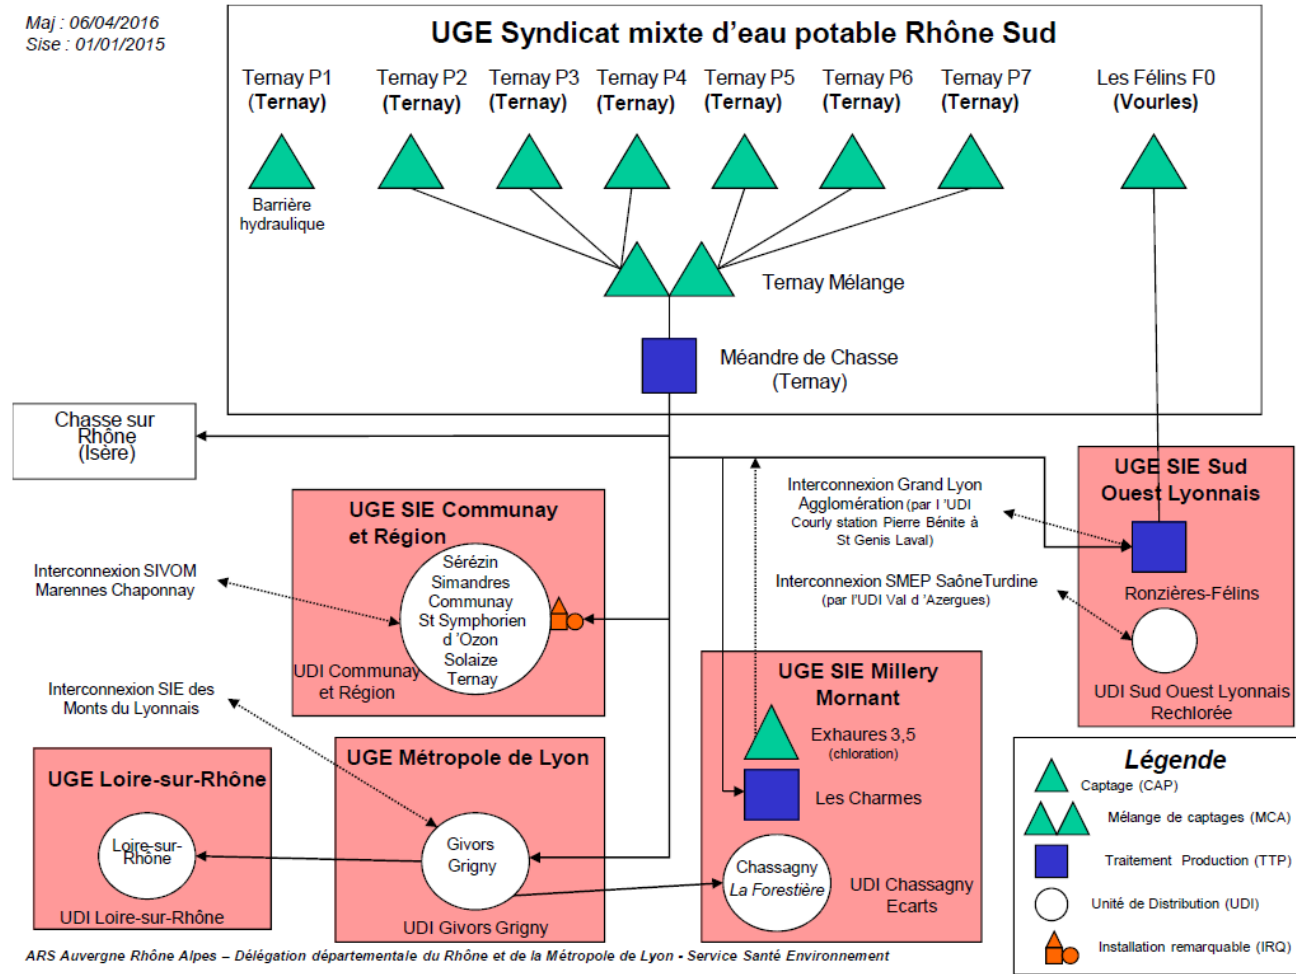 Maj : 06/04/2016
Sise : 01/01/2015
UGE Syndicat mixte d'eau potable Rhône Sud
Ternay P1
(Ternay)
Ternay P2
(Ternay)
Ternay P3
(Ternay)
Ternay P4
(Ternay)
Ternay P5
(Ternay)
Ternay P6
(Ternay)
Ternay P7
(Ternay)
Les Félins F0
(Vourles)
Barrière
hydraulique
Ternay Mélange
Méandre de Chasse
(Ternay)
Chasse sur
Rhône
(Isère)
UGE SIE Communay
et Région
Sérézin
Simandres
Communay
St Symphorien
d 'Ozon
Solaize
Ternay
UDI Communay
et Région
Interconnexion SIVOM
Marennes Chaponnay
Interconnexion SIE des
Monts du Lyonnais
Interconnexion Grand Lyon
Agglomération (par l 'UDI
Courly station Pierre Bénite à
St Genis Laval)
Interconnexion SMEP SaôneTurdine
(par l'UDI Val d 'Azergues)
UGE SIE Sud
Ouest Lyonnais
Ronzières-Félins
UDI Sud Ouest Lyonnais
Rechlorée
UGE SIE Millery
Mornant
Exhaures 3,5
(chloration)
Les Charmes
Chassagny
La Forestière
UDI Chassagny
Ecarts
UGE Métropole de Lyon
Givors
Grigny
UDI Givors Grigny
UGE Loire-sur-Rhône
Loire-sur-
Rhône
UDI Loire-sur-Rhône
Légende
Captage (CAP)
Mélange de captages (MCA)
Traitement Production (TTP)
Unité de Distribution (UDI)
Installation remarquable (IRQ)
ARS Auvergne Rhône Alpes – Délégation départementale du Rhône et de la Métropole de Lyon - Service Santé Environnement